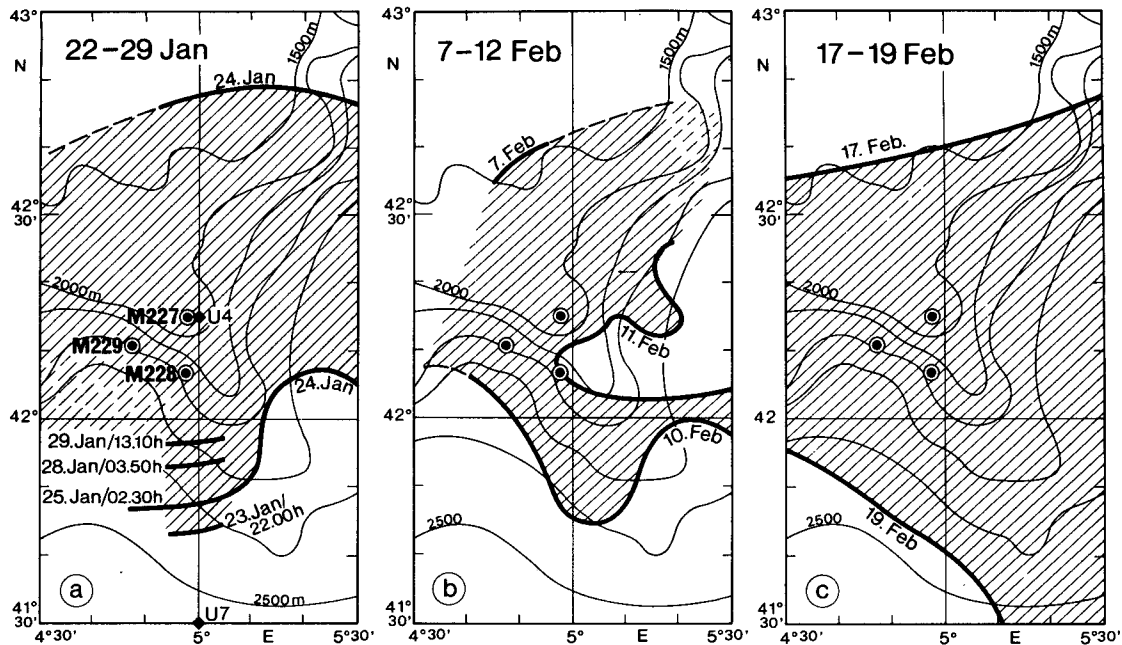 43°
N
22–29 Jan
1500m
24.Jan
42°
30'
2000m
M227
U4
M229
M228
24.Jan
42°
29.Jan/13.10h
28.Jan/03.50h
25.Jan/02.30h
23.Jan/
22.00h
2500m
a
U7
41°
30'
4°30'
5°
E
5°30'
43°
N
7–12 Feb
1500m
7.Feb
42°
30'
2000
11.Feb
42°
10.Feb
2500
b
41°
30'
4°30'
5°
E
5°30'
43°
N
17–19 Feb
1500m
17. Feb.
42°
30'
2000
42°
19. Feb
2500
c
41°
30'
4°30'
5°
E
5°30'